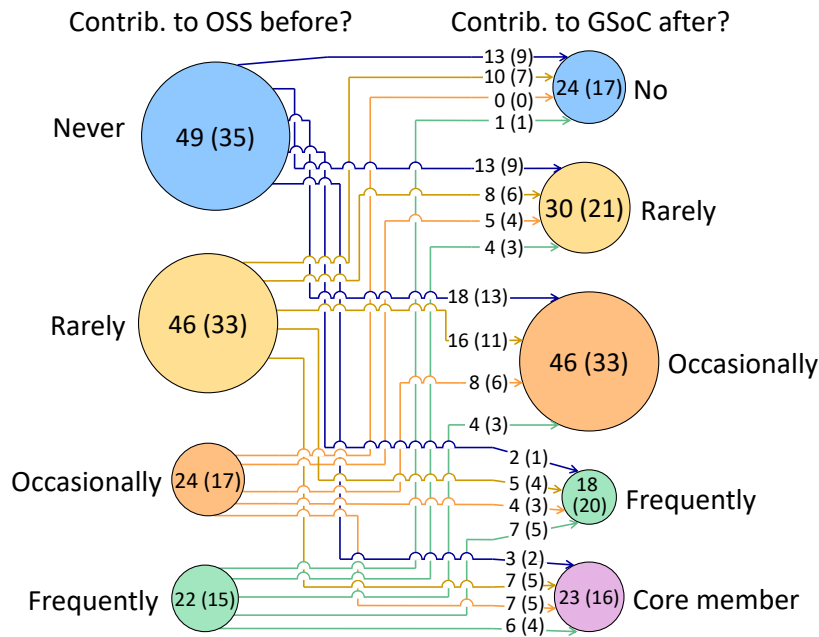 Contrib. to OSS before?
Contrib. to GSoC after?
Never
49 (35)
Rarely
46 (33)
Occasionally
24 (17)
Frequently
22 (15)
13 (9)
10 (7)
0 (0)
1 (1)
24 (17)
No
13 (9)
8 (6)
5 (4)
4 (3)
30 (21)
Rarely
18 (13)
16 (11)
8 (6)
4 (3)
46 (33)
Occasionally
2 (1)
5 (4)
4 (3)
7 (5)
18
(20)
Frequently
3 (2)
7 (5)
7 (5)
6 (4)
23 (16)
Core member